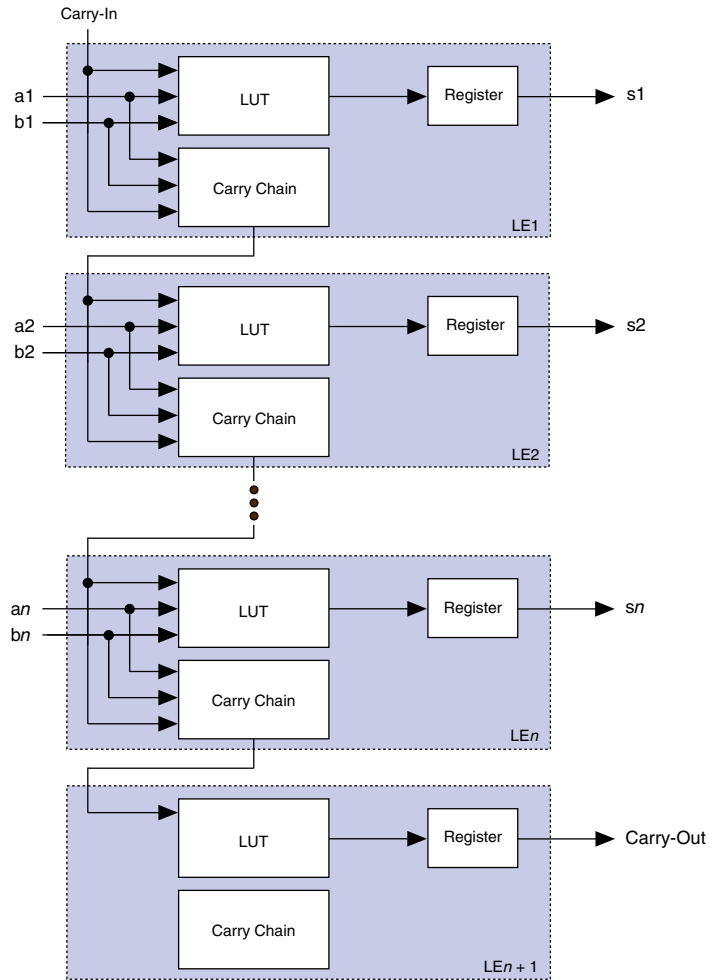 Carry-In
a1
b1
LUT
Register
s1
Carry Chain
LE1
a2
b2
LUT
Register
s2
Carry Chain
LE2
an
bn
LUT
Register
sn
Carry Chain
LEn
LUT
Register
Carry-Out
Carry Chain
LEn + 1